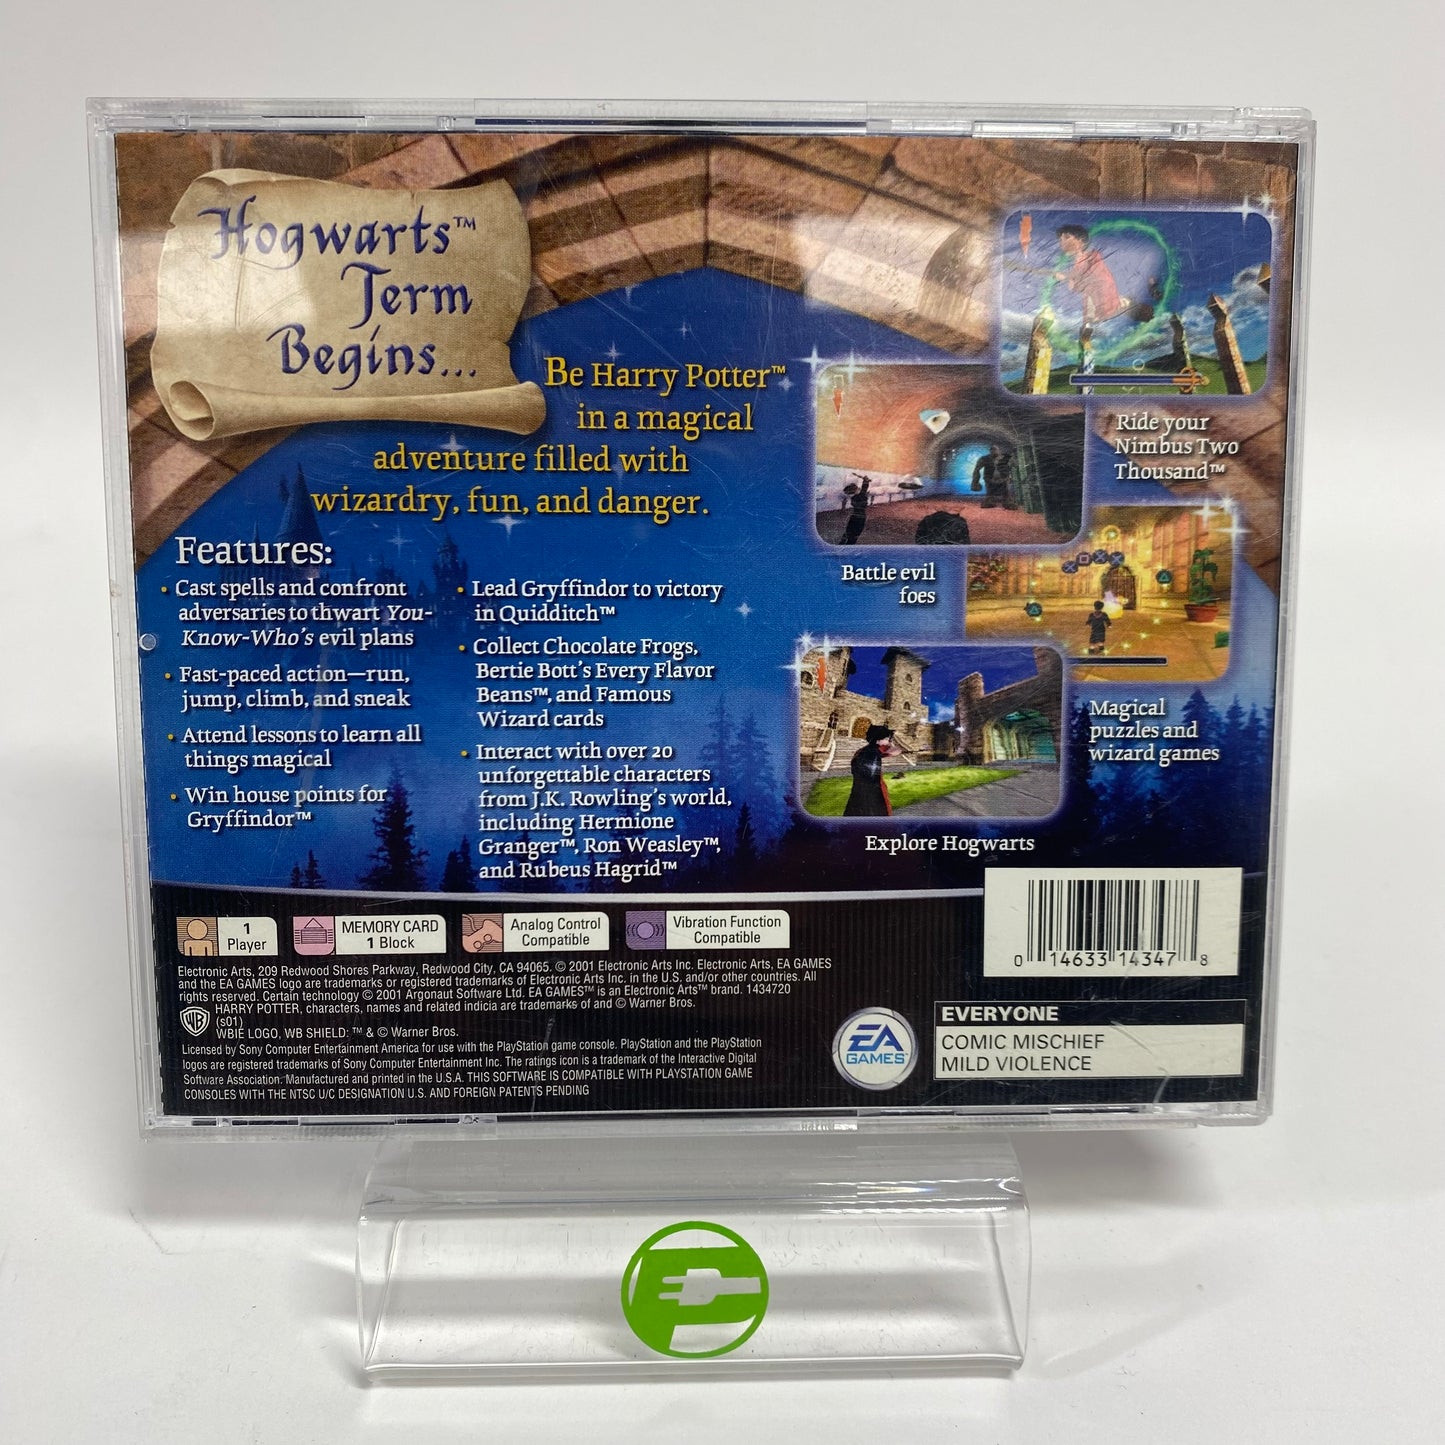 Hogwarts™
Term
Begins...
Be Harry Potter™
in a magical
adventure filled with
wizardry, fun, and danger.
Features:
• Cast spells and confront
adversaries to thwart You-
Know-Who's evil plans
• Fast-paced action—run,
jump, climb, and sneak
• Attend lessons to learn all
things magical
• Win house points for
Gryffindor™
• Lead Gryffindor to victory
in Quidditch™
• Collect Chocolate Frogs,
Bertie Bott's Every Flavor
Beans™, and Famous
Wizard cards
• Interact with over 20
unforgettable characters
from J.K. Rowling's world,
including Hermione
Granger™, Ron Weasley™,
and Rubeus Hagrid™
Ride your
Nimbus Two
Thousand™
Battle evil
foes
Magical
puzzles and
wizard games
Explore Hogwarts
1
Player
MEMORY CARD
1 Block
Analog Control
Compatible
Vibration Function
Compatible
Electronic Arts, 209 Redwood Shores Parkway, Redwood City, CA 94065. © 2001 Electronic Arts Inc. Electronic Arts, EA GAMES
and the EA GAMES logo are trademarks or registered trademarks of Electronic Arts Inc. in the U.S. and/or other countries. All
rights reserved. Certain technology © 2001 Argonaut Software Ltd. EA GAMES™ is an Electronic Arts™ brand. 1434720
WB
HARRY POTTER, characters, names and related indicia are trademarks of and © Warner Bros.
(s01)
WBIE LOGO, WB SHIELD: ™ & © Warner Bros.
Licensed by Sony Computer Entertainment America for use with the PlayStation game console. PlayStation and the PlayStation
logos are registered trademarks of Sony Computer Entertainment Inc. The ratings icon is a trademark of the Interactive Digital
Software Association. Manufactured and printed in the U.S.A. THIS SOFTWARE IS COMPATIBLE WITH PLAYSTATION GAME
CONSOLES WITH THE NTSC U/C DESIGNATION U.S. AND FOREIGN PATENTS PENDING
EA
GAMES™
0 14633 14347 8
EVERYONE
COMIC MISCHIEF
MILD VIOLENCE